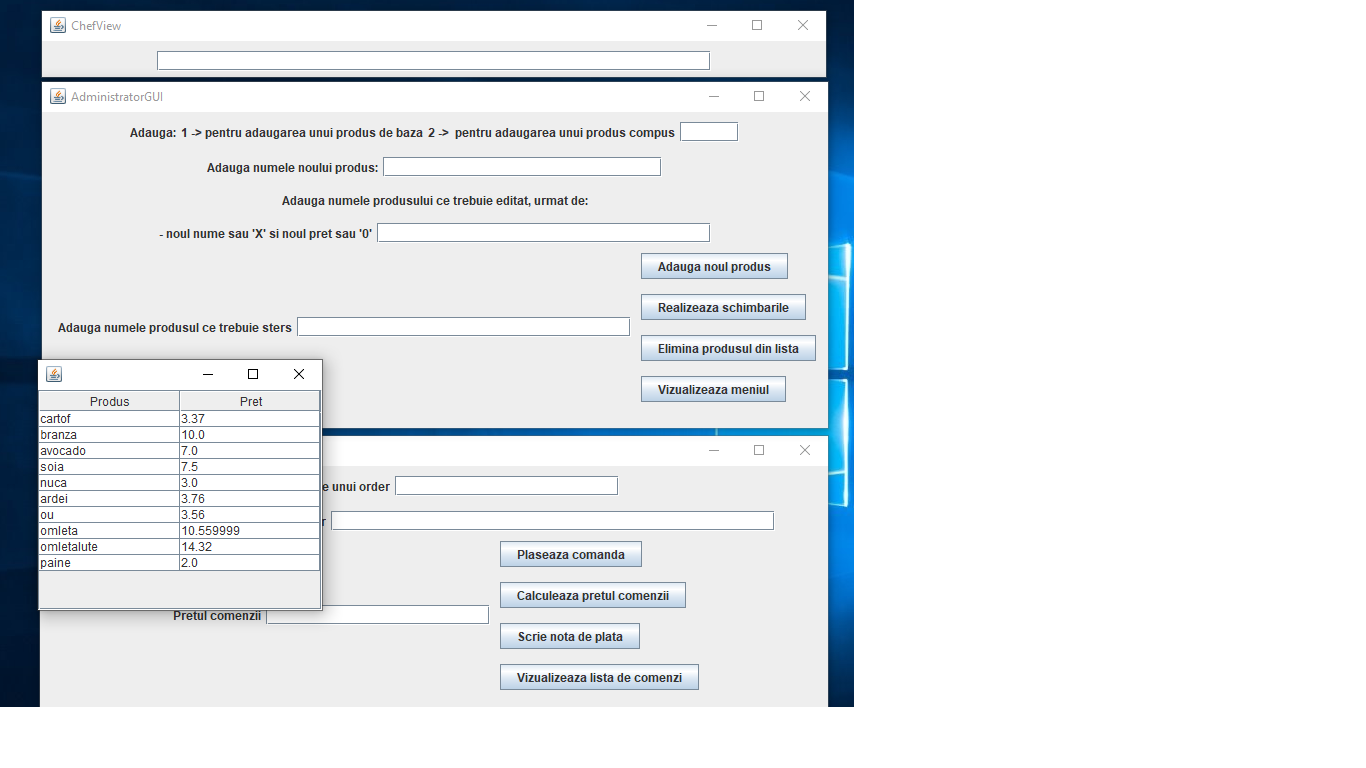 ChefView
AdministratorGUI
Adauga: 1 -> pentru adaugarea unui produs de baza 2 -> pentru adaugarea unui produs compus
Adauga numele noului produs:
Adauga numele produsului ce trebuie editat, urmat de:
- noul nume sau 'X' si noul pret sau '0'
Adauga noul produs
Realizeaza schimbarile
Adauga numele produsul ce trebuie sters
Elimina produsul din lista
Vizualizeaza meniul
Produs Pret
cartof 3.37
branza 10.0
avocado 7.0
soia 7.5
nuca 3.0
ardei 3.76
ou 3.56
omleta 10.559999
omletalute 14.32
paine 2.0
unui order
Plaseaza comanda
Calculeaza pretul comenzii
Pretul comenzii
Scrie nota de plata
Vizualizeaza lista de comenzi